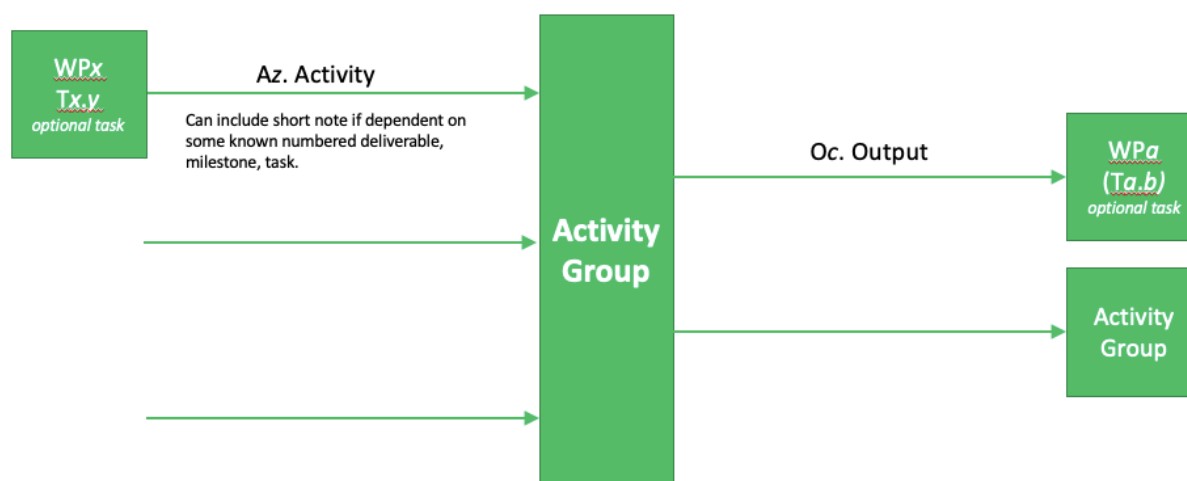 WPx
Tx.y
optional task
Az. Activity
Can include short note if dependent on
some known numbered deliverable,
milestone, task.
Activity
Group
Oc. Output
WPa
(Ta.b)
optional task
Activity
Group